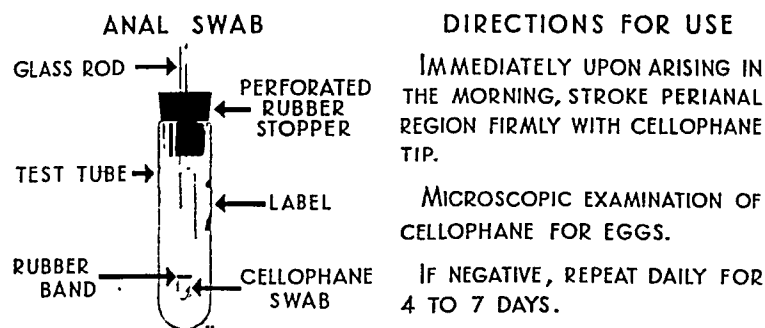 ANAL SWAB
GLASS ROD
PERFORATED
RUBBER
STOPPER
TEST TUBE
LABEL
RUBBER
BAND
CELLOPHANE
SWAB
DIRECTIONS FOR USE
IMMEDIATELY UPON ARISING IN
THE MORNING, STROKE PERIANAL
REGION FIRMLY WITH CELLOPHANE
TIP.
MICROSCOPIC EXAMINATION OF
CELLOPHANE FOR EGGS.
IF NEGATIVE, REPEAT DAILY FOR
4 TO 7 DAYS.